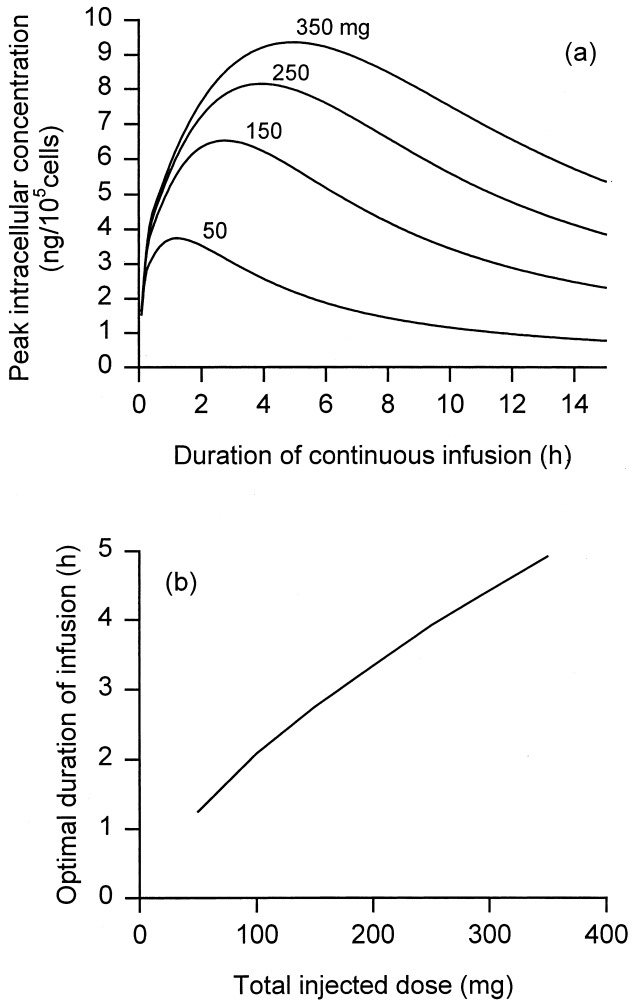 Peak intracellular concentration
(ng/10⁵cells)
10
9
8
7
6
5
4
3
2
1
0
350 mg
(a)
250
150
50
0 2 4 6 8 10 12 14
Duration of continuous infusion (h)
Optimal duration of infusion (h)
5
4
3
2
1
0
(b)
0 100 200 300 400
Total injected dose (mg)